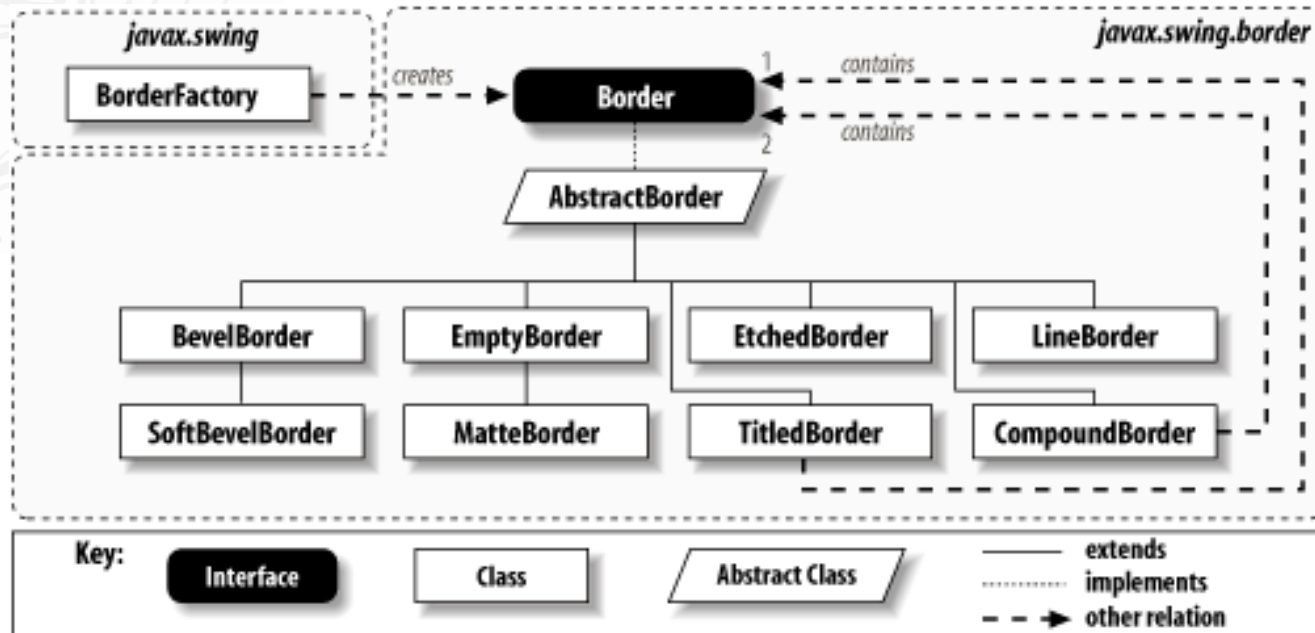 javax.swing
javax.swing.border
BorderFactory
creates
Border
1
contains
2
contains
AbstractBorder
BevelBorder
EmptyBorder
EtchedBorder
LineBorder
SoftBevelBorder
MatteBorder
TitledBorder
CompoundBorder
Key:
Interface
Class
Abstract Class
extends
implements
other relation